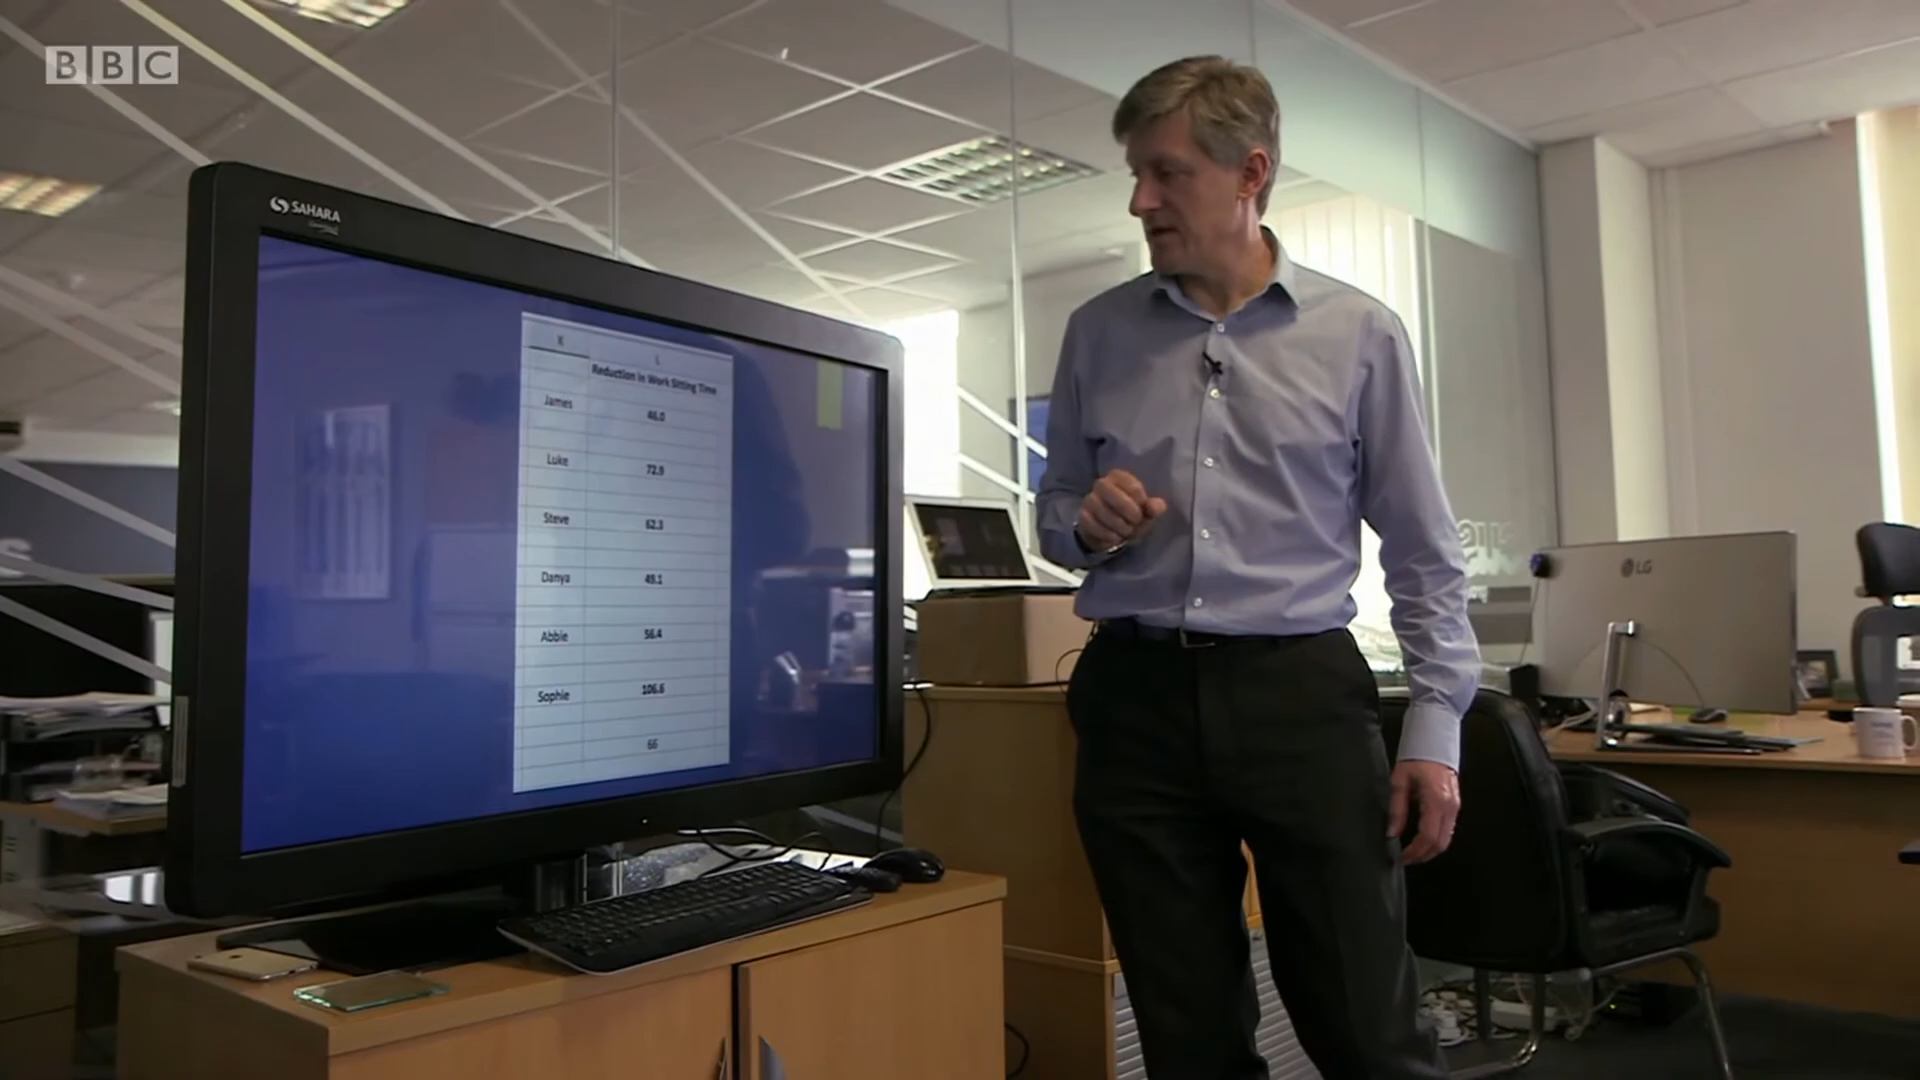 BBC
SAHARA
K L
Reduction in Work Sitting Time
James 46.0
Luke 72.9
Steve 62.3
Danya 49.1
Abbie 56.4
Sophie 106.6
66
LG